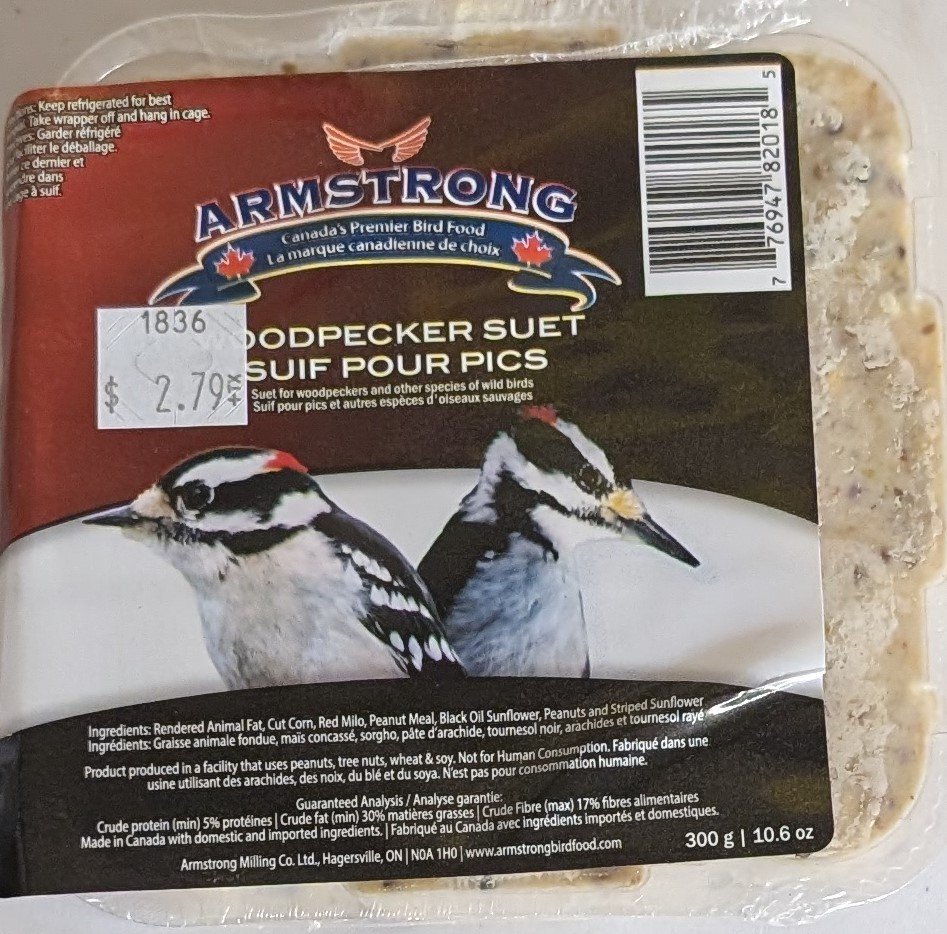 Keep refrigerated for best
Take wrapper off and hang in cage.
Garder réfrigéré
le déballage.
dernier et
dans
à suif.
ARMSTRONG
Canada's Premier Bird Food
La marque canadienne de choix
SUET
SUIF POUR PICS
Suet for woodpeckers and other species of wild birds
Suif pour pics et autres espèces d'oiseaux sauvages
1836
$ 2.79
7 76947 82018 5
Ingredients: Rendered Animal Fat, Cut Corn, Red Milo, Peanut Meal, Black Oil Sunflower, Peanuts and Striped Sunflower
Ingrédients: Graisse animale fondue, maïs concassé, sorgho, pâte d'arachide, tournesol noir, arachides et tournesol rayé
Product produced in a facility that uses peanuts, tree nuts, wheat & soy. Not for Human Consumption. Fabriqué dans une
usine utilisant des arachides, des noix, du blé et du soya. N'est pas pour consommation humaine.
Guaranteed Analysis / Analyse garantie:
Crude protein (min) 5% protéines | Crude fat (min) 30% matières grasses | Crude Fibre (max) 17% fibres alimentaires
Made in Canada with domestic and imported ingredients. | Fabriqué au Canada avec ingrédients importés et domestiques.
Armstrong Milling Co. Ltd., Hagersville, ON | N0A 1H0 | www.armstrongbirdfood.com
300 g | 10.6 oz